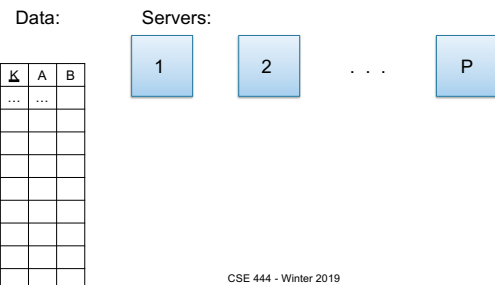 Data: Servers:
1 2 . . . P
K A B
... ...
CSE 444 - Winter 2019